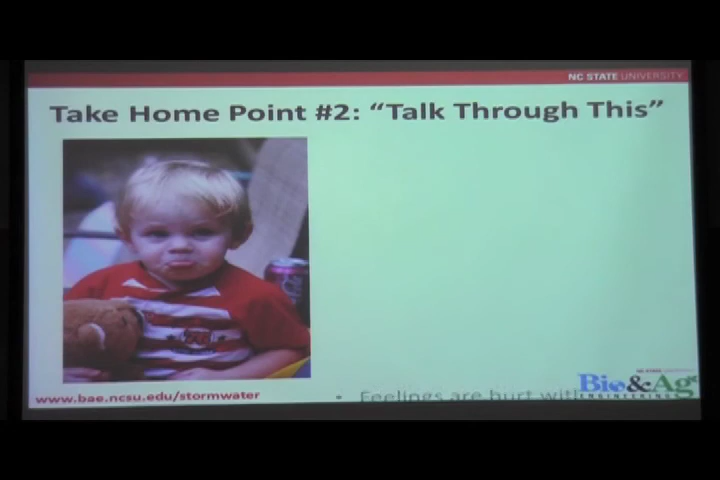 NC STATE UNIVERSITY
Take Home Point #2: “Talk Through This”
• Feelings are hurt with
Bio&Ag
ENGINEERING
www.bae.ncsu.edu/stormwater